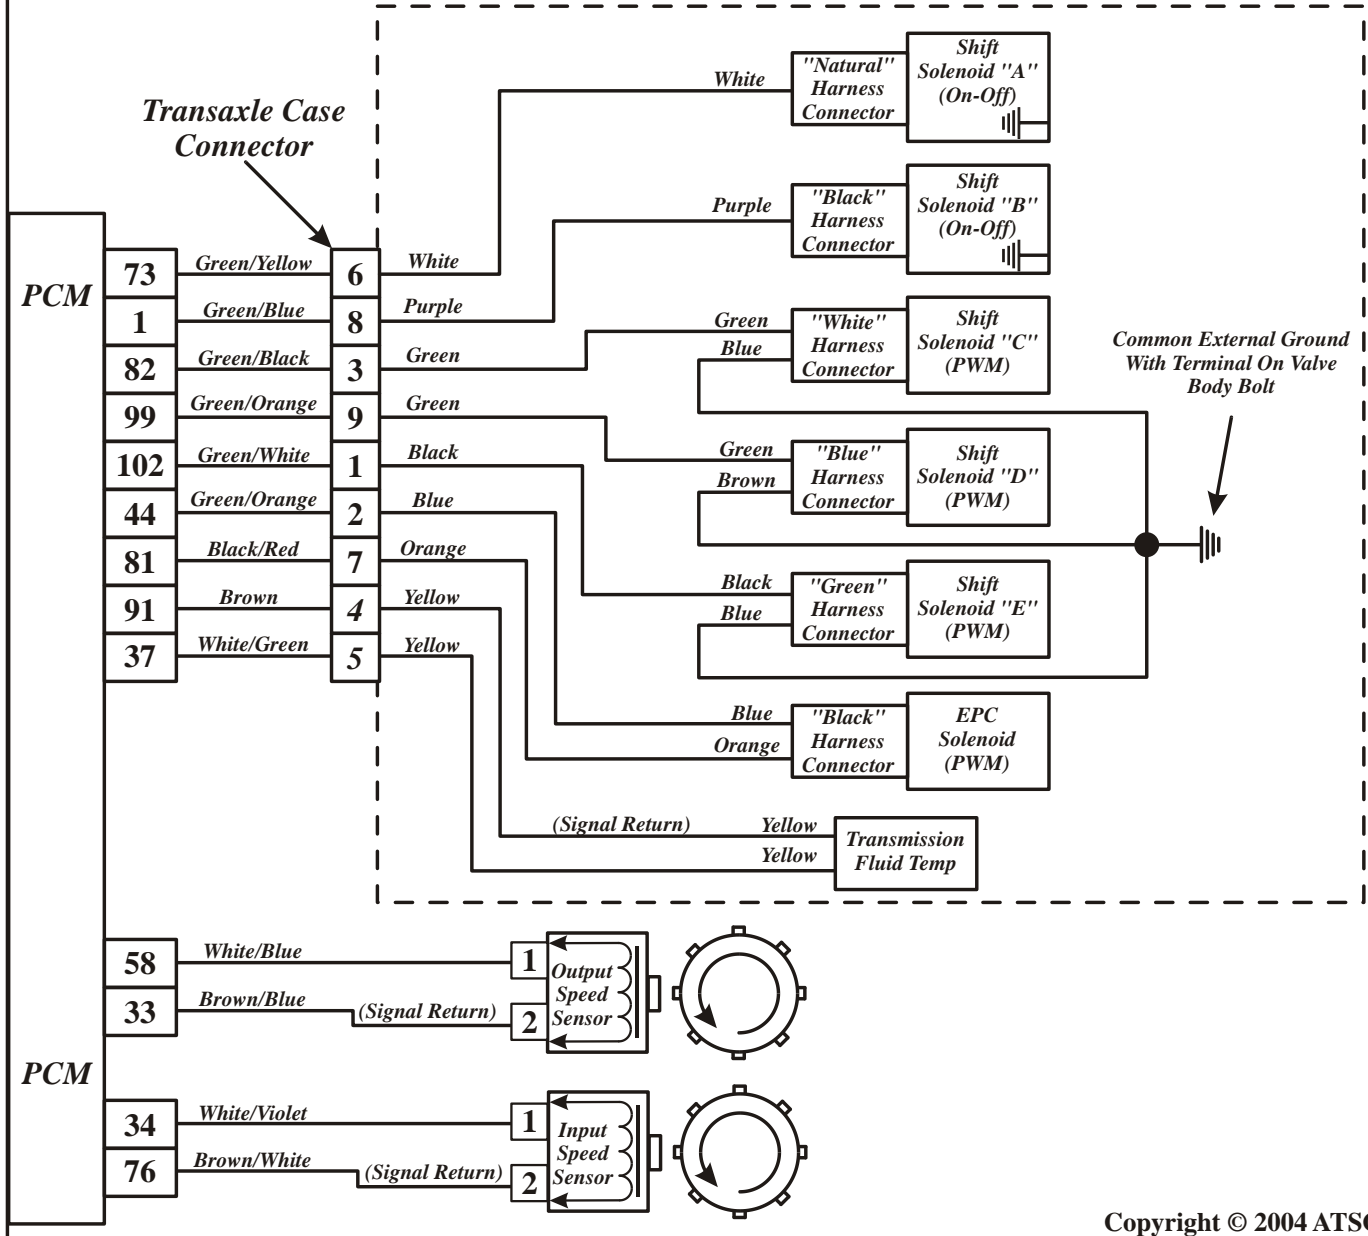 Transaxle Case
Connector
PCM
73
Green/Yellow
6
White
White
"Natural"
Harness
Connector
Shift
Solenoid "A"
(On-Off)
1
Green/Blue
8
Purple
Purple
"Black"
Harness
Connector
Shift
Solenoid "B"
(On-Off)
82
Green/Black
3
Green
Green
Blue
"White"
Harness
Connector
Shift
Solenoid "C"
(PWM)
Common External Ground
With Terminal On Valve
Body Bolt
99
Green/Orange
9
Green
Green
Brown
"Blue"
Harness
Connector
Shift
Solenoid "D"
(PWM)
102
Green/White
1
Black
Black
Blue
"Green"
Harness
Connector
Shift
Solenoid "E"
(PWM)
44
Green/Orange
2
Blue
Blue
Orange
"Black"
Harness
Connector
EPC
Solenoid
(PWM)
81
Black/Red
7
Orange
91
Brown
4
Yellow
(Signal Return)
Yellow
37
White/Green
5
Yellow
Yellow
Transmission
Fluid Temp
58
White/Blue
1
33
Brown/Blue
(Signal Return)
2
Output
Speed
Sensor
PCM
34
White/Violet
1
76
Brown/White
(Signal Return)
2
Input
Speed
Sensor
Copyright © 2004 ATSG